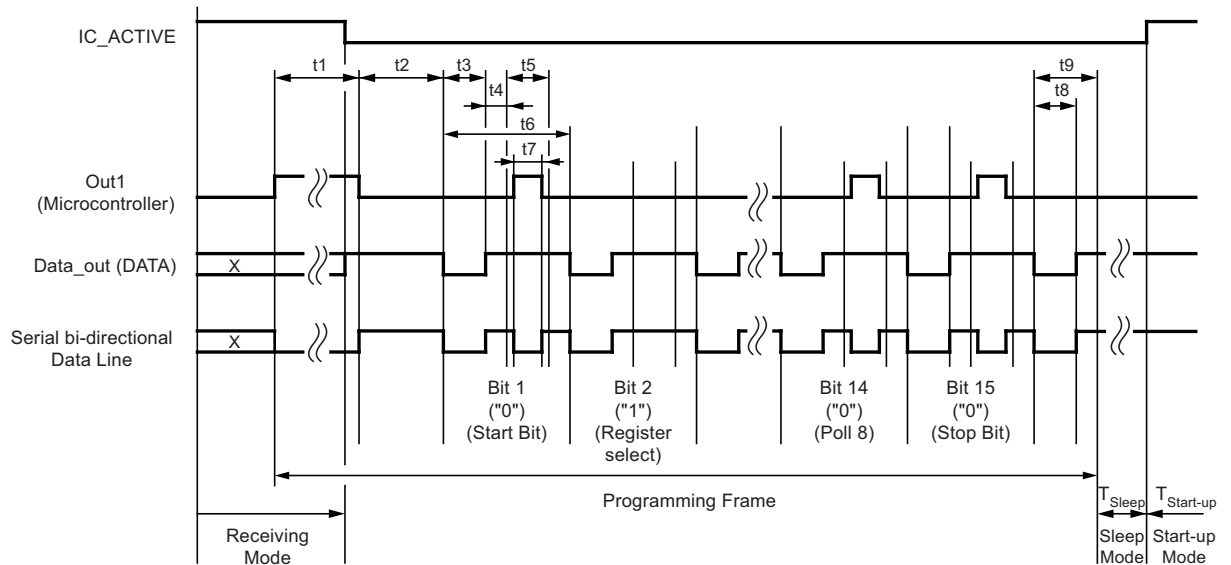 IC_ACTIVE
t1
t2
t3
t5
t9
t4
t8
t6
t7
Out1
(Microcontroller)
Data_out (DATA)
X
Serial bi-directional
Data Line
X
Bit 1
("0")
(Start Bit)
Bit 2
("1")
(Register
select)
Bit 14
("0")
(Poll 8)
Bit 15
("0")
(Stop Bit)
Programming Frame
TSleep
TStart-up
Receiving
Mode
Sleep
Mode
Start-up
Mode